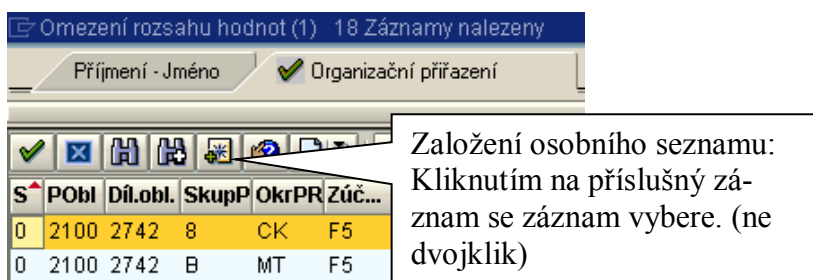 Omezení rozsahu hodnot (1) 18 Záznamy nalezeny
Příjmení - Jméno Organizační přiřazení
Založení osobního seznamu:
Kliknutím na příslušný zá-
znam se záznam vybere. (ne
dvojklik)
S PObl Díl.obl. SkupP OkrPR Zúč...
0 2100 2742 8 CK F5
0 2100 2742 B MT F5